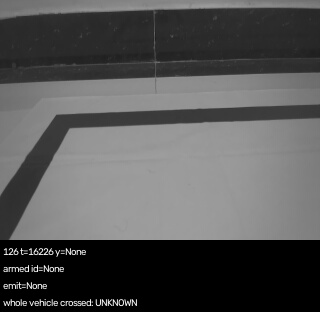 126 t=16226 y=None
armed id=None
emit=None
whole vehicle crossed: UNKNOWN